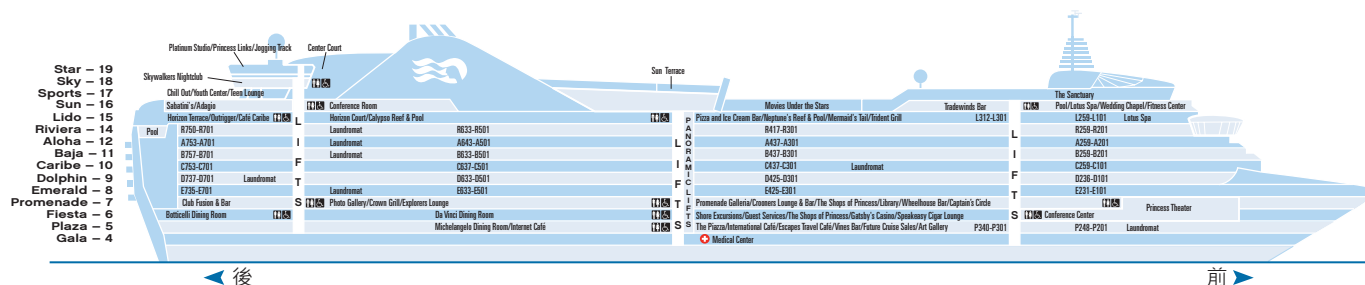 Platinum Studio/Princess Links/Jogging Track
Center Court
Star – 19
Sky – 18
Skywalkers Nightclub
Sun Terrace
Sports – 17
Chill Out/Youth Center/Teen Lounge
The Sanctuary
Sun – 16
Sabatini's/Adagio
Conference Room
Movies Under the Stars
Tradewinds Bar
Pool/Lotus Spa/Wedding Chapel/Fitness Center
Lido – 15
Horizon Terrace/Outrigger/Café Caribe
Horizon Court/Calypso Reef & Pool
Pizza and Ice Cream Bar/Neptune's Reef & Pool/Mermaid's Tail/Trident Grill
L312-L301
L259-L101
Lotus Spa
Riviera – 14
Pool
R750-R701
Laundromat
R633-R501
R417-R301
R259-R201
Aloha – 12
A753-A701
Laundromat
A643-A501
A437-A301
A259-A201
Baja – 11
B757-B701
Laundromat
B633-B501
B437-B301
B259-B201
Caribe – 10
C753-C701
C637-C501
C437-C301
Laundromat
C259-C101
Dolphin – 9
D737-D701
Laundromat
D633-D501
D425-D301
D236-D101
Emerald – 8
E735-E701
Laundromat
E633-E501
E425-E301
E231-E101
Promenade – 7
Club Fusion & Bar
Photo Gallery/Crown Grill/Explorers Lounge
Promenade Galleria/Crooners Lounge & Bar/The Shops of Princess/Library/Wheelhouse Bar/Captain's Circle
Princess Theater
Fiesta – 6
Botticelli Dining Room
Da Vinci Dining Room
Shore Excursions/Guest Services/The Shops of Princess/Gatsby's Casino/Speakeasy Cigar Lounge
Conference Center
Plaza – 5
Michelangelo Dining Room/Internet Café
The Piazza/International Café/Escapes Travel Café/Vines Bar/Future Cruise Sales/Art Gallery
P340-P301
P248-P201
Laundromat
Gala – 4
Medical Center
LIFTS
LIFTS
PANORAMIC LIFTS
LIFTS
後
前